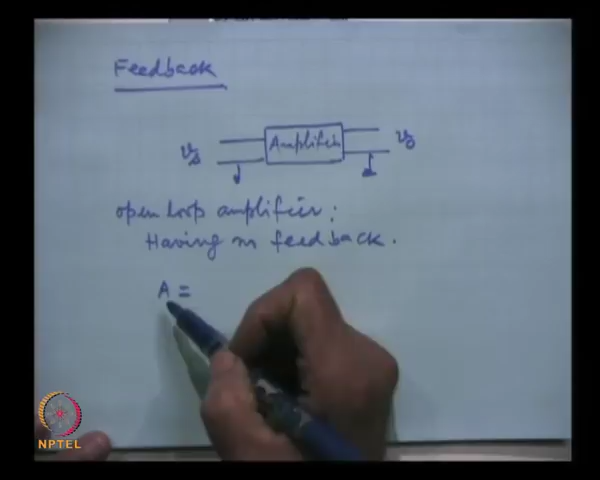 Feedback
vs Amplifier vo
open loop amplifier:
Having no feedback.
A =
NPTEL